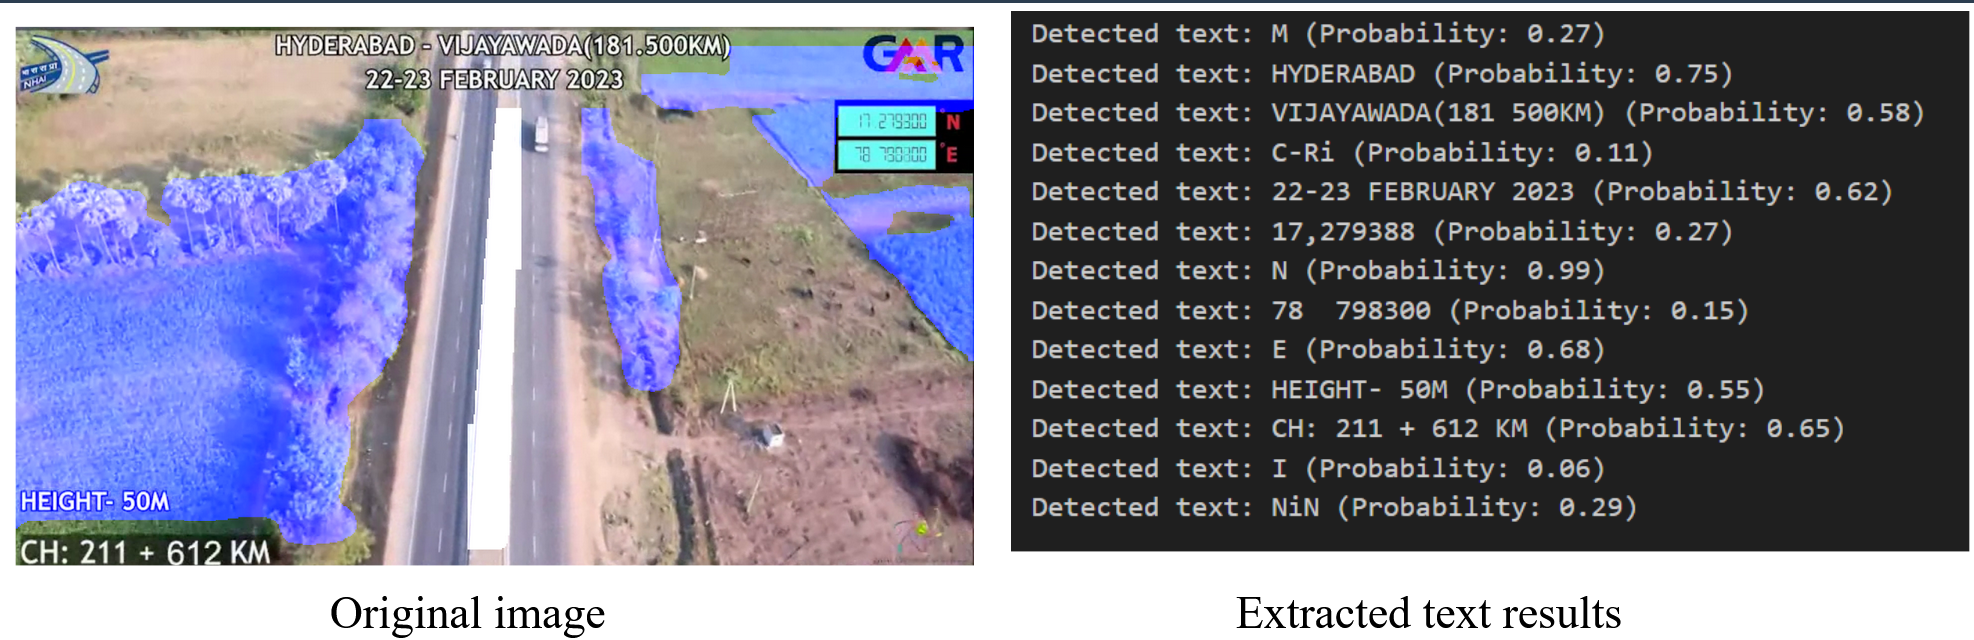 HYDERABAD - VIJAYAWADA(181.500KM)
22-23 FEBRUARY 2023
NHAI
GMR
N
E
HEIGHT- 50M
CH: 211 + 612 KM
Original image
Detected text: M (Probability: 0.27)
Detected text: HYDERABAD (Probability: 0.75)
Detected text: VIJAYAWADA(181 500KM) (Probability: 0.58)
Detected text: C-Ri (Probability: 0.11)
Detected text: 22-23 FEBRUARY 2023 (Probability: 0.62)
Detected text: 17,279388 (Probability: 0.27)
Detected text: N (Probability: 0.99)
Detected text: 78  798300 (Probability: 0.15)
Detected text: E (Probability: 0.68)
Detected text: HEIGHT- 50M (Probability: 0.55)
Detected text: CH: 211 + 612 KM (Probability: 0.65)
Detected text: I (Probability: 0.06)
Detected text: NiN (Probability: 0.29)
Extracted text results